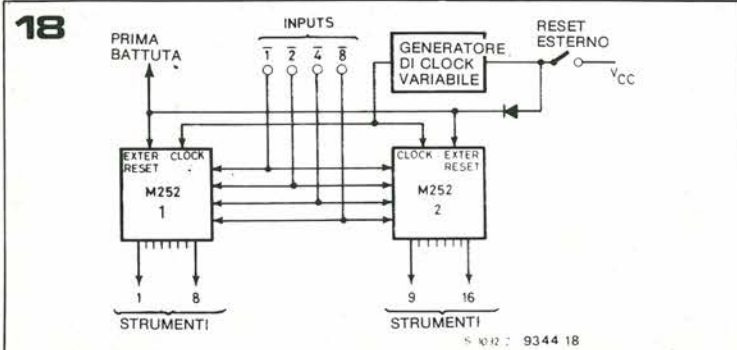 18
PRIMA
BATTUTA
INPUTS
1̅ 2̅ 4̅ 8̅
GENERATORE
DI CLOCK
VARIABILE
RESET
ESTERNO
VCC
EXTER CLOCK
RESET
M252
1
CLOCK EXTER
RESET
M252
2
1 8
STRUMENTI
9 16
STRUMENTI
9344 18